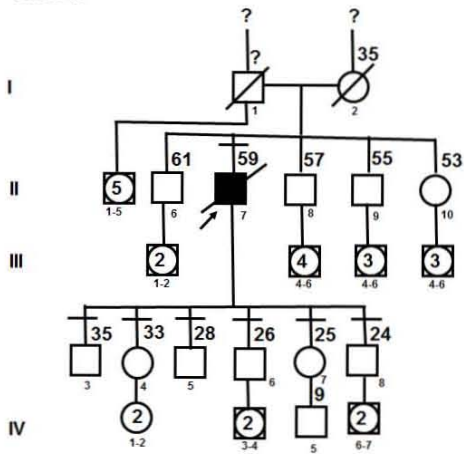 ? ?
? 35
I
1 2
61 59 57 55 53
II 5
1-5 6 7 8 9 10
III 2 4 3 3
1-2 4-6 4-6 4-6
35 33 28 26 25 24
3 4 5 6 7 8
9
2 2 2
IV 1-2 3-4 5 6-7